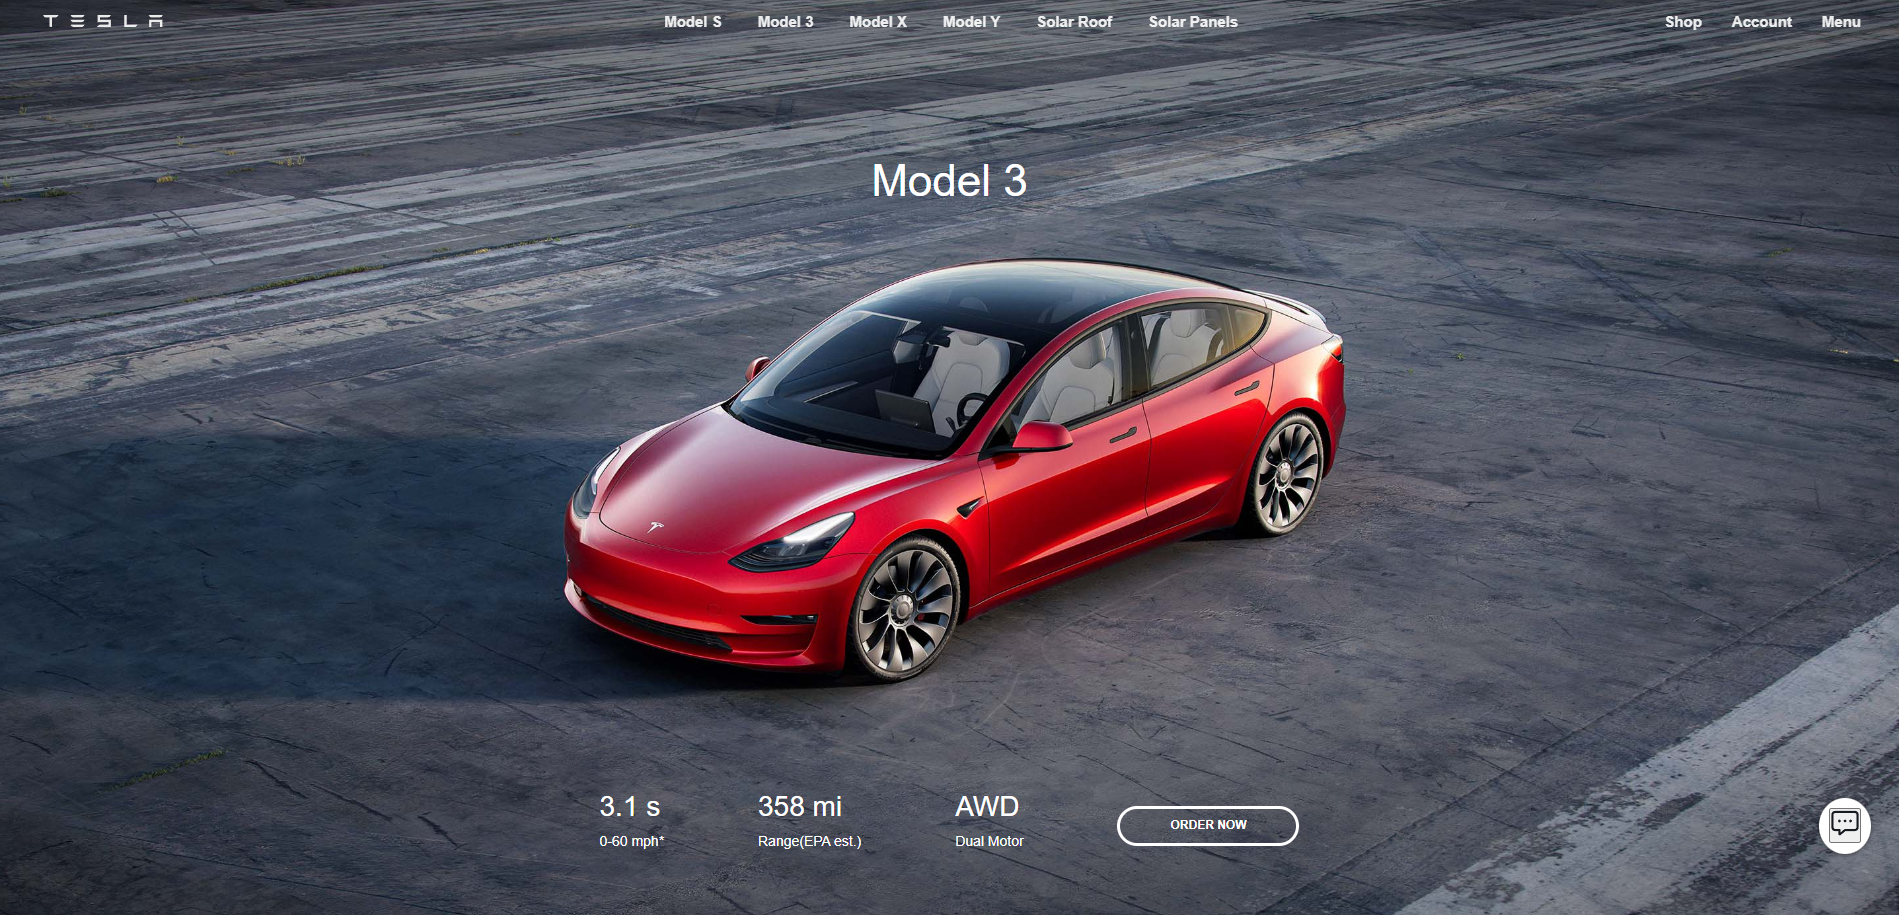 TESLA
Model S
Model 3
Model X
Model Y
Solar Roof
Solar Panels
Shop
Account
Menu
Model 3
3.1 s
0-60 mph*
358 mi
Range(EPA est.)
AWD
Dual Motor
ORDER NOW